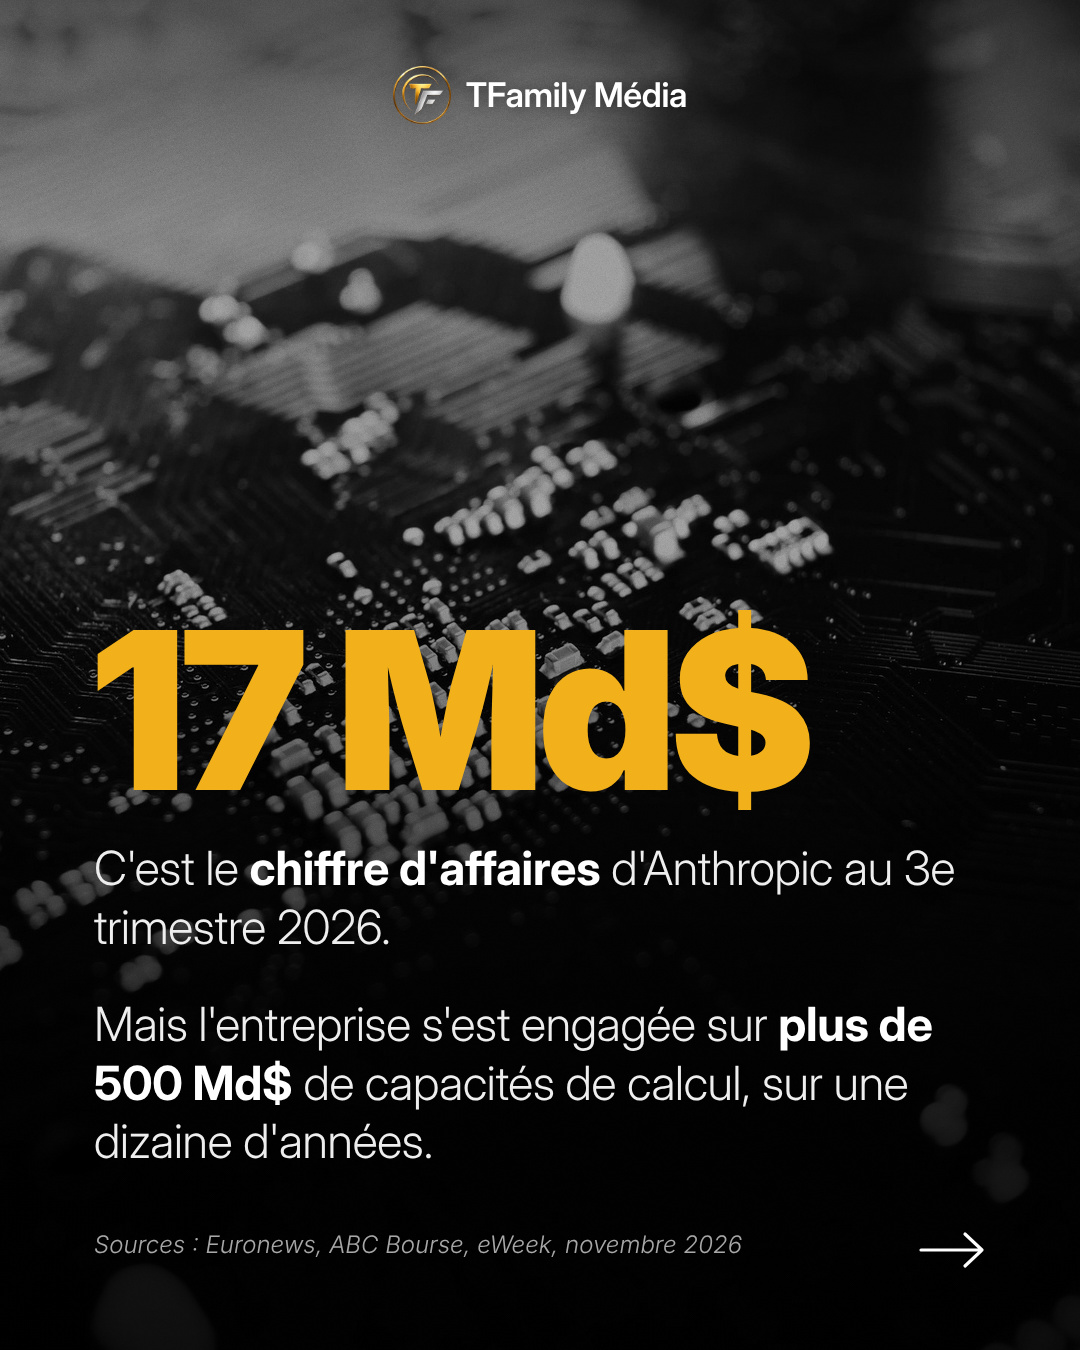 TF
TFamily Média
17 Md$
C'est le chiffre d'affaires d'Anthropic au 3e
trimestre 2026.
Mais l'entreprise s'est engagée sur plus de
500 Md$ de capacités de calcul, sur une
dizaine d'années.
Sources : Euronews, ABC Bourse, eWeek, novembre 2026